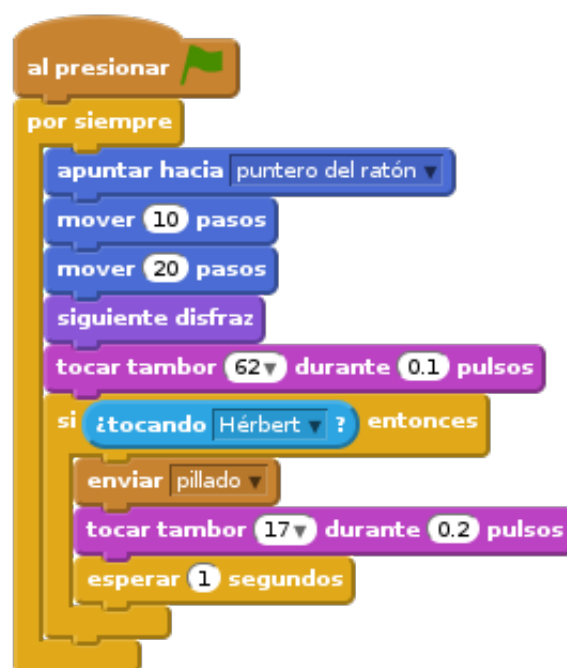 al presionar
por siempre
apuntar hacia puntero del ratón
mover 10 pasos
mover 20 pasos
siguiente disfraz
tocar tambor 62 durante 0.1 pulsos
si ¿tocando Hérbert ? entonces
enviar pillado
tocar tambor 17 durante 0.2 pulsos
esperar 1 segundos